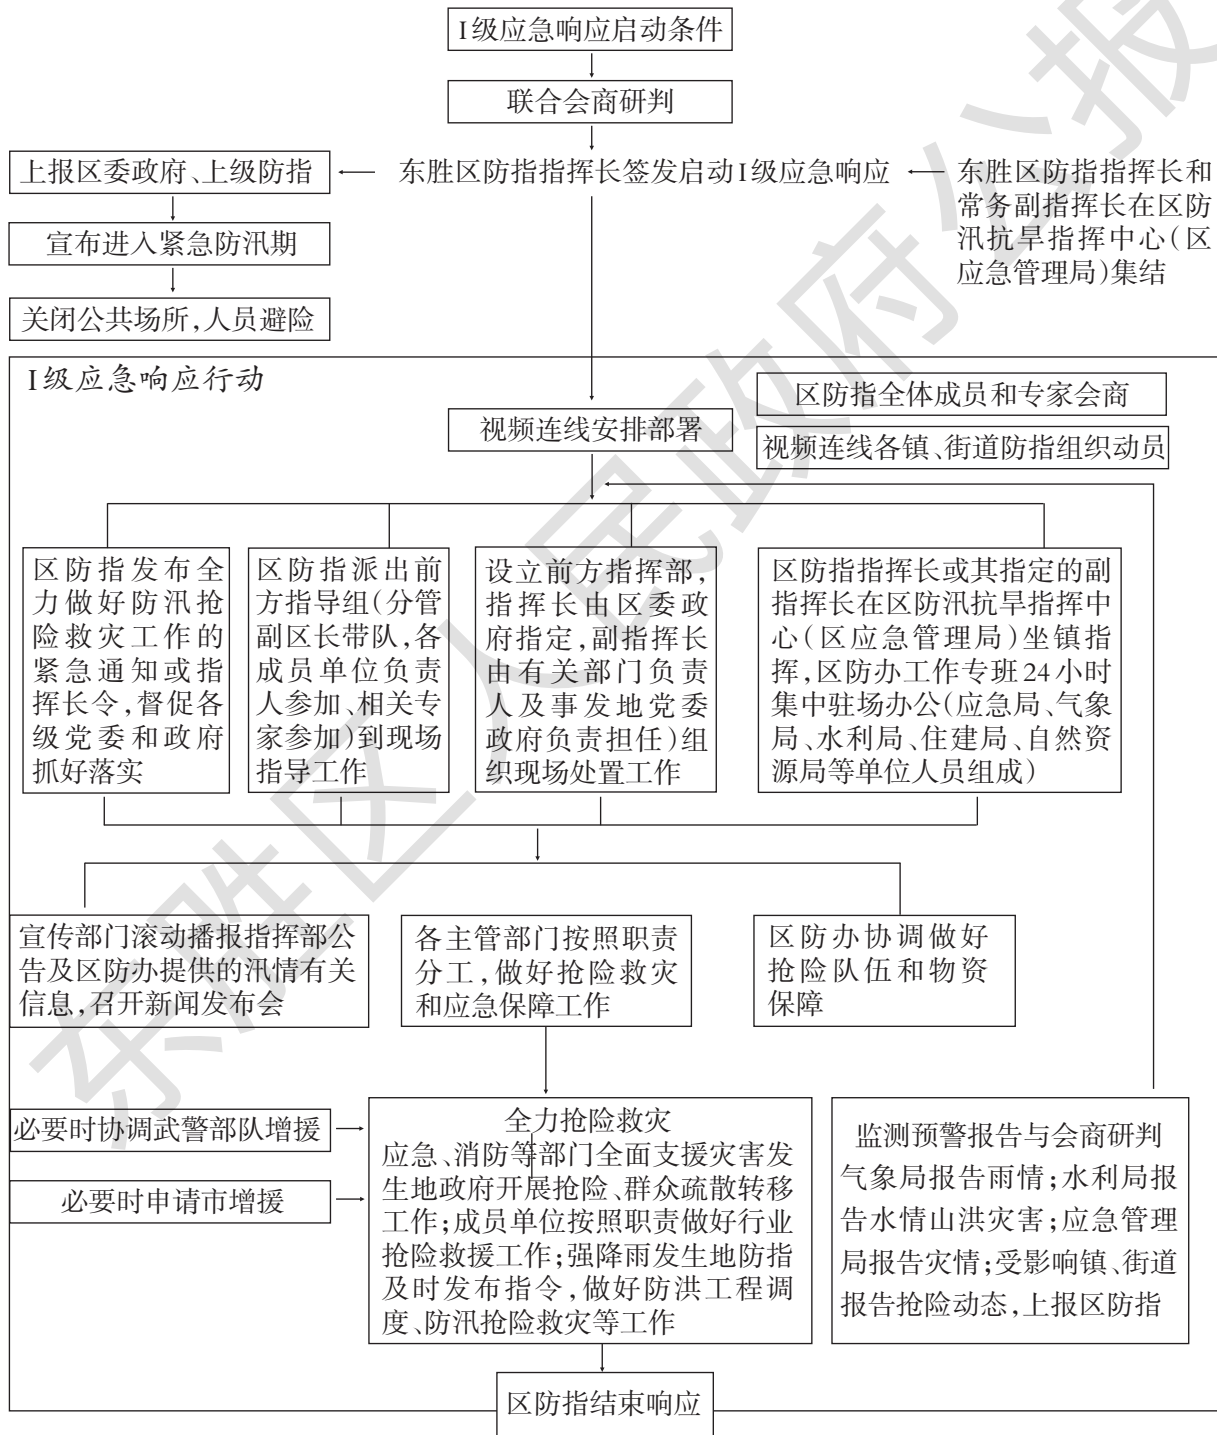 I级应急响应启动条件
联合会商研判
上报区委政府、上级防指
东胜区防指指挥长签发启动I级应急响应
东胜区防指指挥长和
常务副指挥长在区防
汛抗旱指挥中心(区
应急管理局)集结
宣布进入紧急防汛期
关闭公共场所,人员避险
I级应急响应行动
区防指全体成员和专家会商
视频连线安排部署
视频连线各镇、街道防指组织动员
区防指发布全
力做好防汛抢
险救灾工作的
紧急通知或指
挥长令,督促各
级党委和政府
抓好落实
区防指派出前
方指导组(分管
副区长带队,各
成员单位负责
人参加、相关专
家参加)到现场
指导工作
设立前方指挥部,
指挥长由区委政
府指定,副指挥长
由有关部门负责
人及事发地党委
政府负责担任)组
织现场处置工作
区防指指挥长或其指定的副
指挥长在区防汛抗旱指挥中
心(区应急管理局)坐镇指
挥,区防办工作专班24小时
集中驻场办公(应急局、气象
局、水利局、住建局、自然资
源局等单位人员组成)
宣传部门滚动播报指挥部公
告及区防办提供的汛情有关
信息,召开新闻发布会
各主管部门按照职责
分工,做好抢险救灾
和应急保障工作
区防办协调做好
抢险队伍和物资
保障
必要时协调武警部队增援
必要时申请市增援
全力抢险救灾
应急、消防等部门全面支援灾害发
生地政府开展抢险、群众疏散转移
工作;成员单位按照职责做好行业
抢险救援工作;强降雨发生地防指
及时发布指令,做好防洪工程调
度、防汛抢险救灾等工作
监测预警报告与会商研判
气象局报告雨情;水利局报
告水情山洪灾害;应急管理
局报告灾情;受影响镇、街道
报告抢险动态,上报区防指
区防指结束响应
东胜区人民政府公报